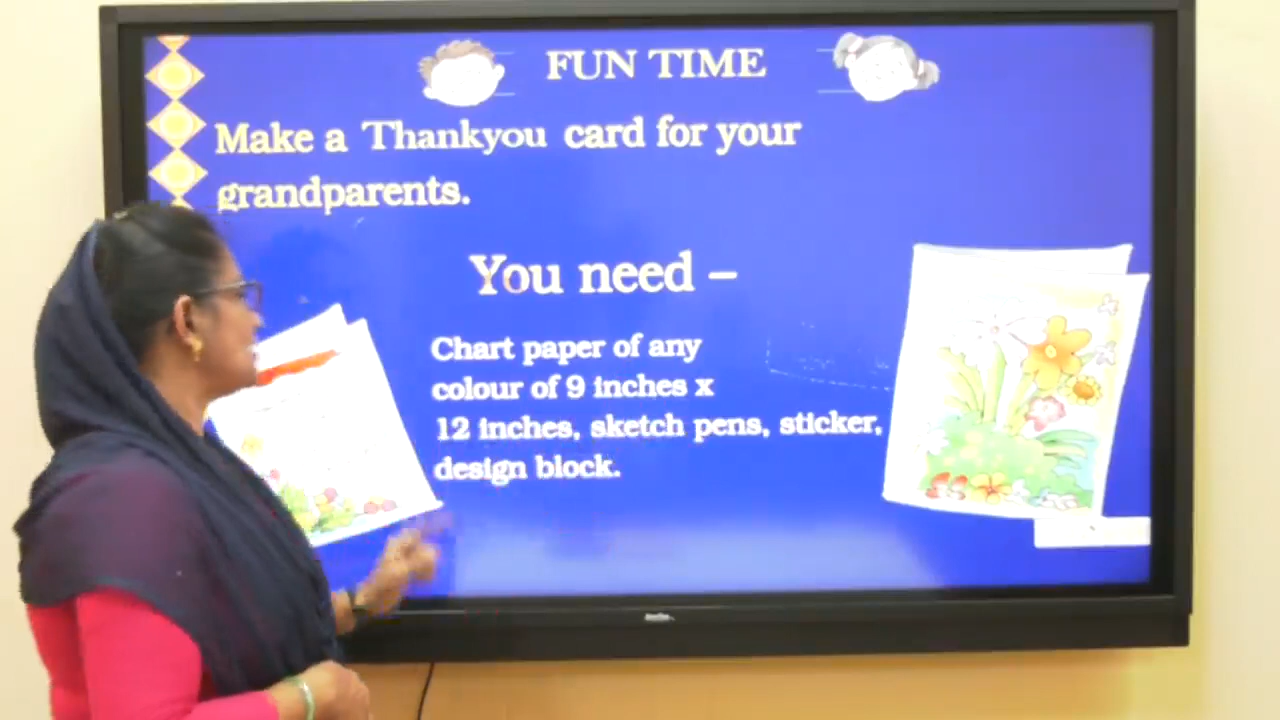 FUN TIME
Make a Thankyou card for your
grandparents.
You need –
Chart paper of any
colour of 9 inches x
12 inches, sketch pens, sticker,
design block.